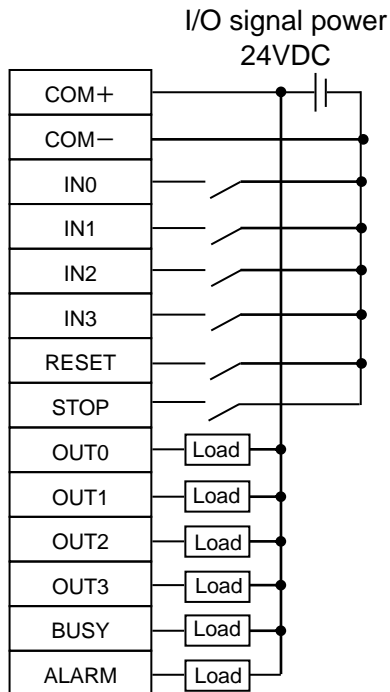 I/O signal power
24VDC
COM+
COM−
IN0
IN1
IN2
IN3
RESET
STOP
OUT0 Load
OUT1 Load
OUT2 Load
OUT3 Load
BUSY Load
ALARM Load